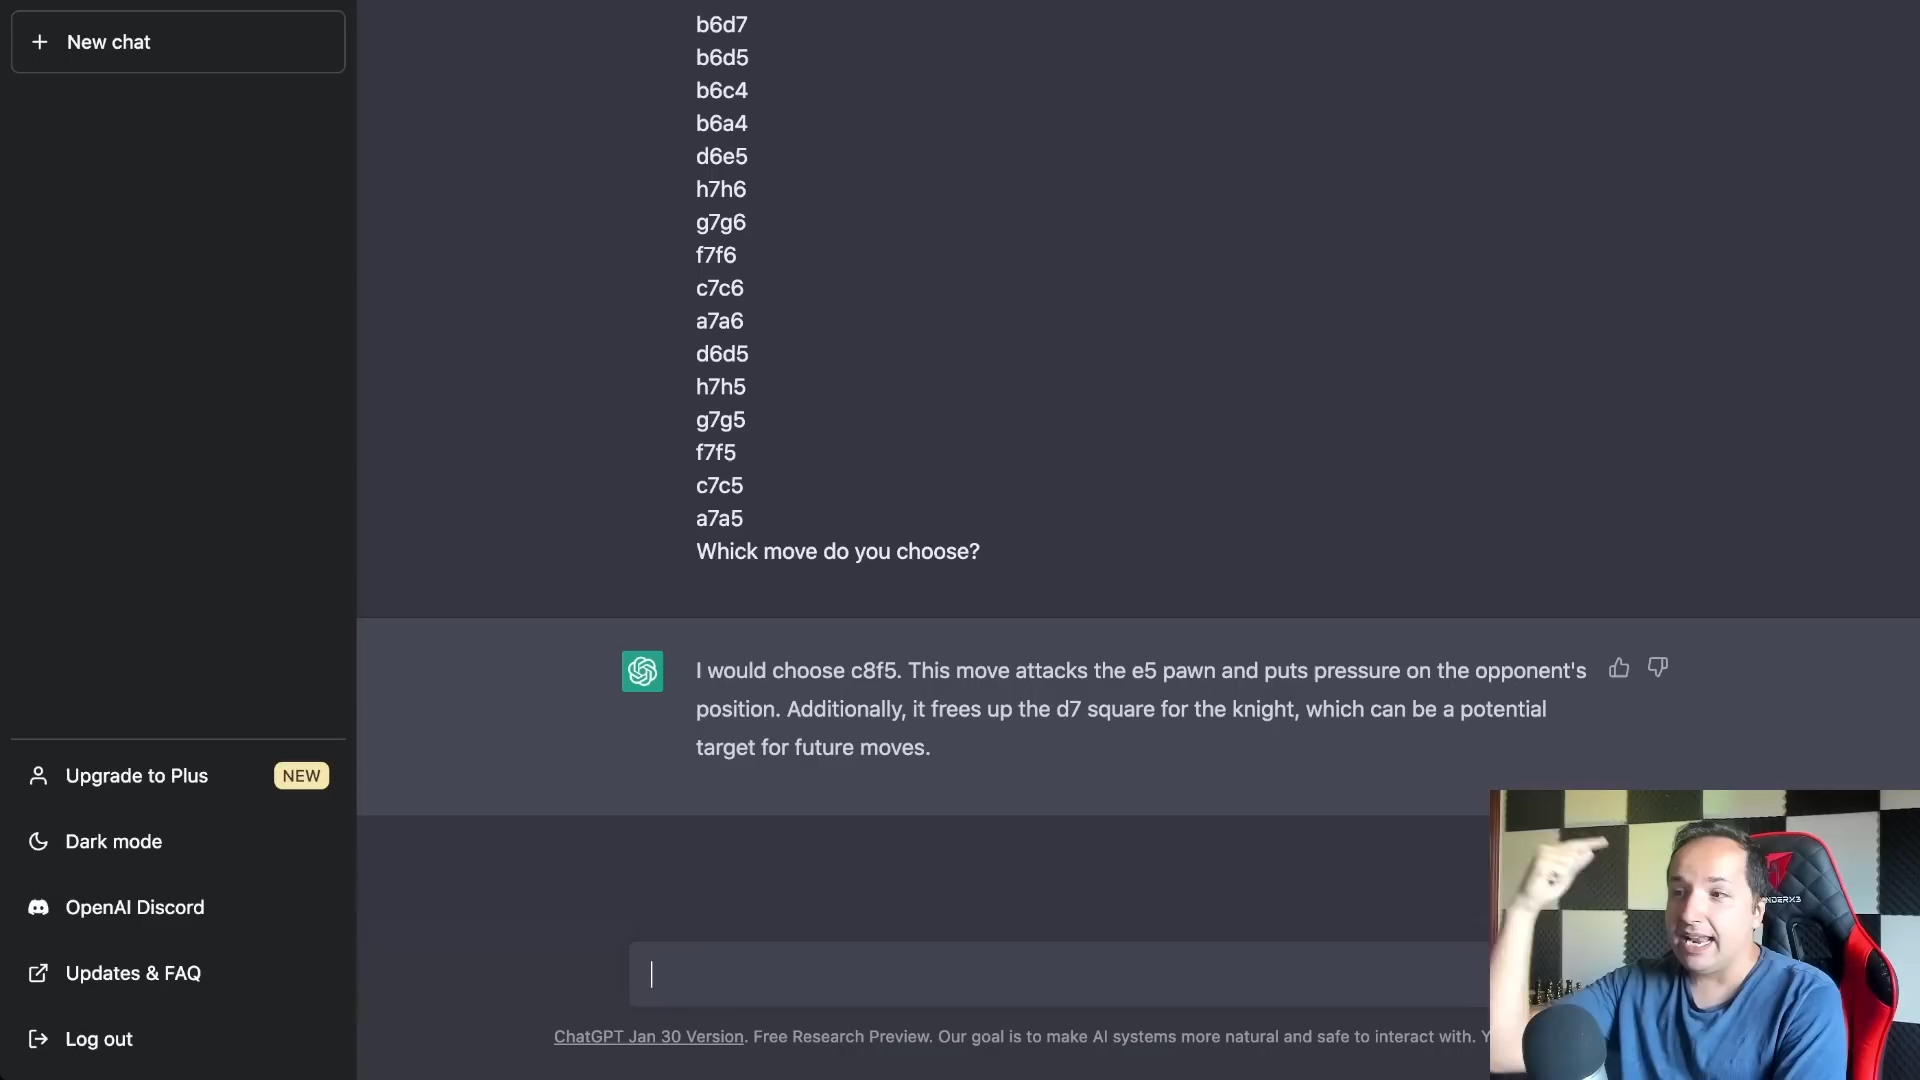 New chat
b6d7
b6d5
b6c4
b6a4
d6e5
h7h6
g7g6
f7f6
c7c6
a7a6
d6d5
h7h5
g7g5
f7f5
c7c5
a7a5
Whick move do you choose?
I would choose c8f5. This move attacks the e5 pawn and puts pressure on the opponent's
position. Additionally, it frees up the d7 square for the knight, which can be a potential
target for future moves.
Upgrade to Plus NEW
Dark mode
OpenAI Discord
Updates & FAQ
Log out
ChatGPT Jan 30 Version. Free Research Preview. Our goal is to make AI systems more natural and safe to interact with. Y
NDERX3